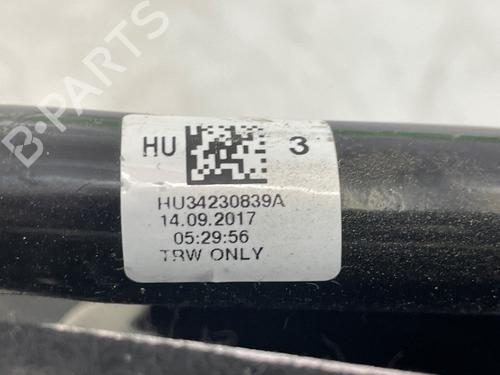 B-PARTS
HU 3
HU34230839A
14.09.2017
05:29:56
TRW ONLY